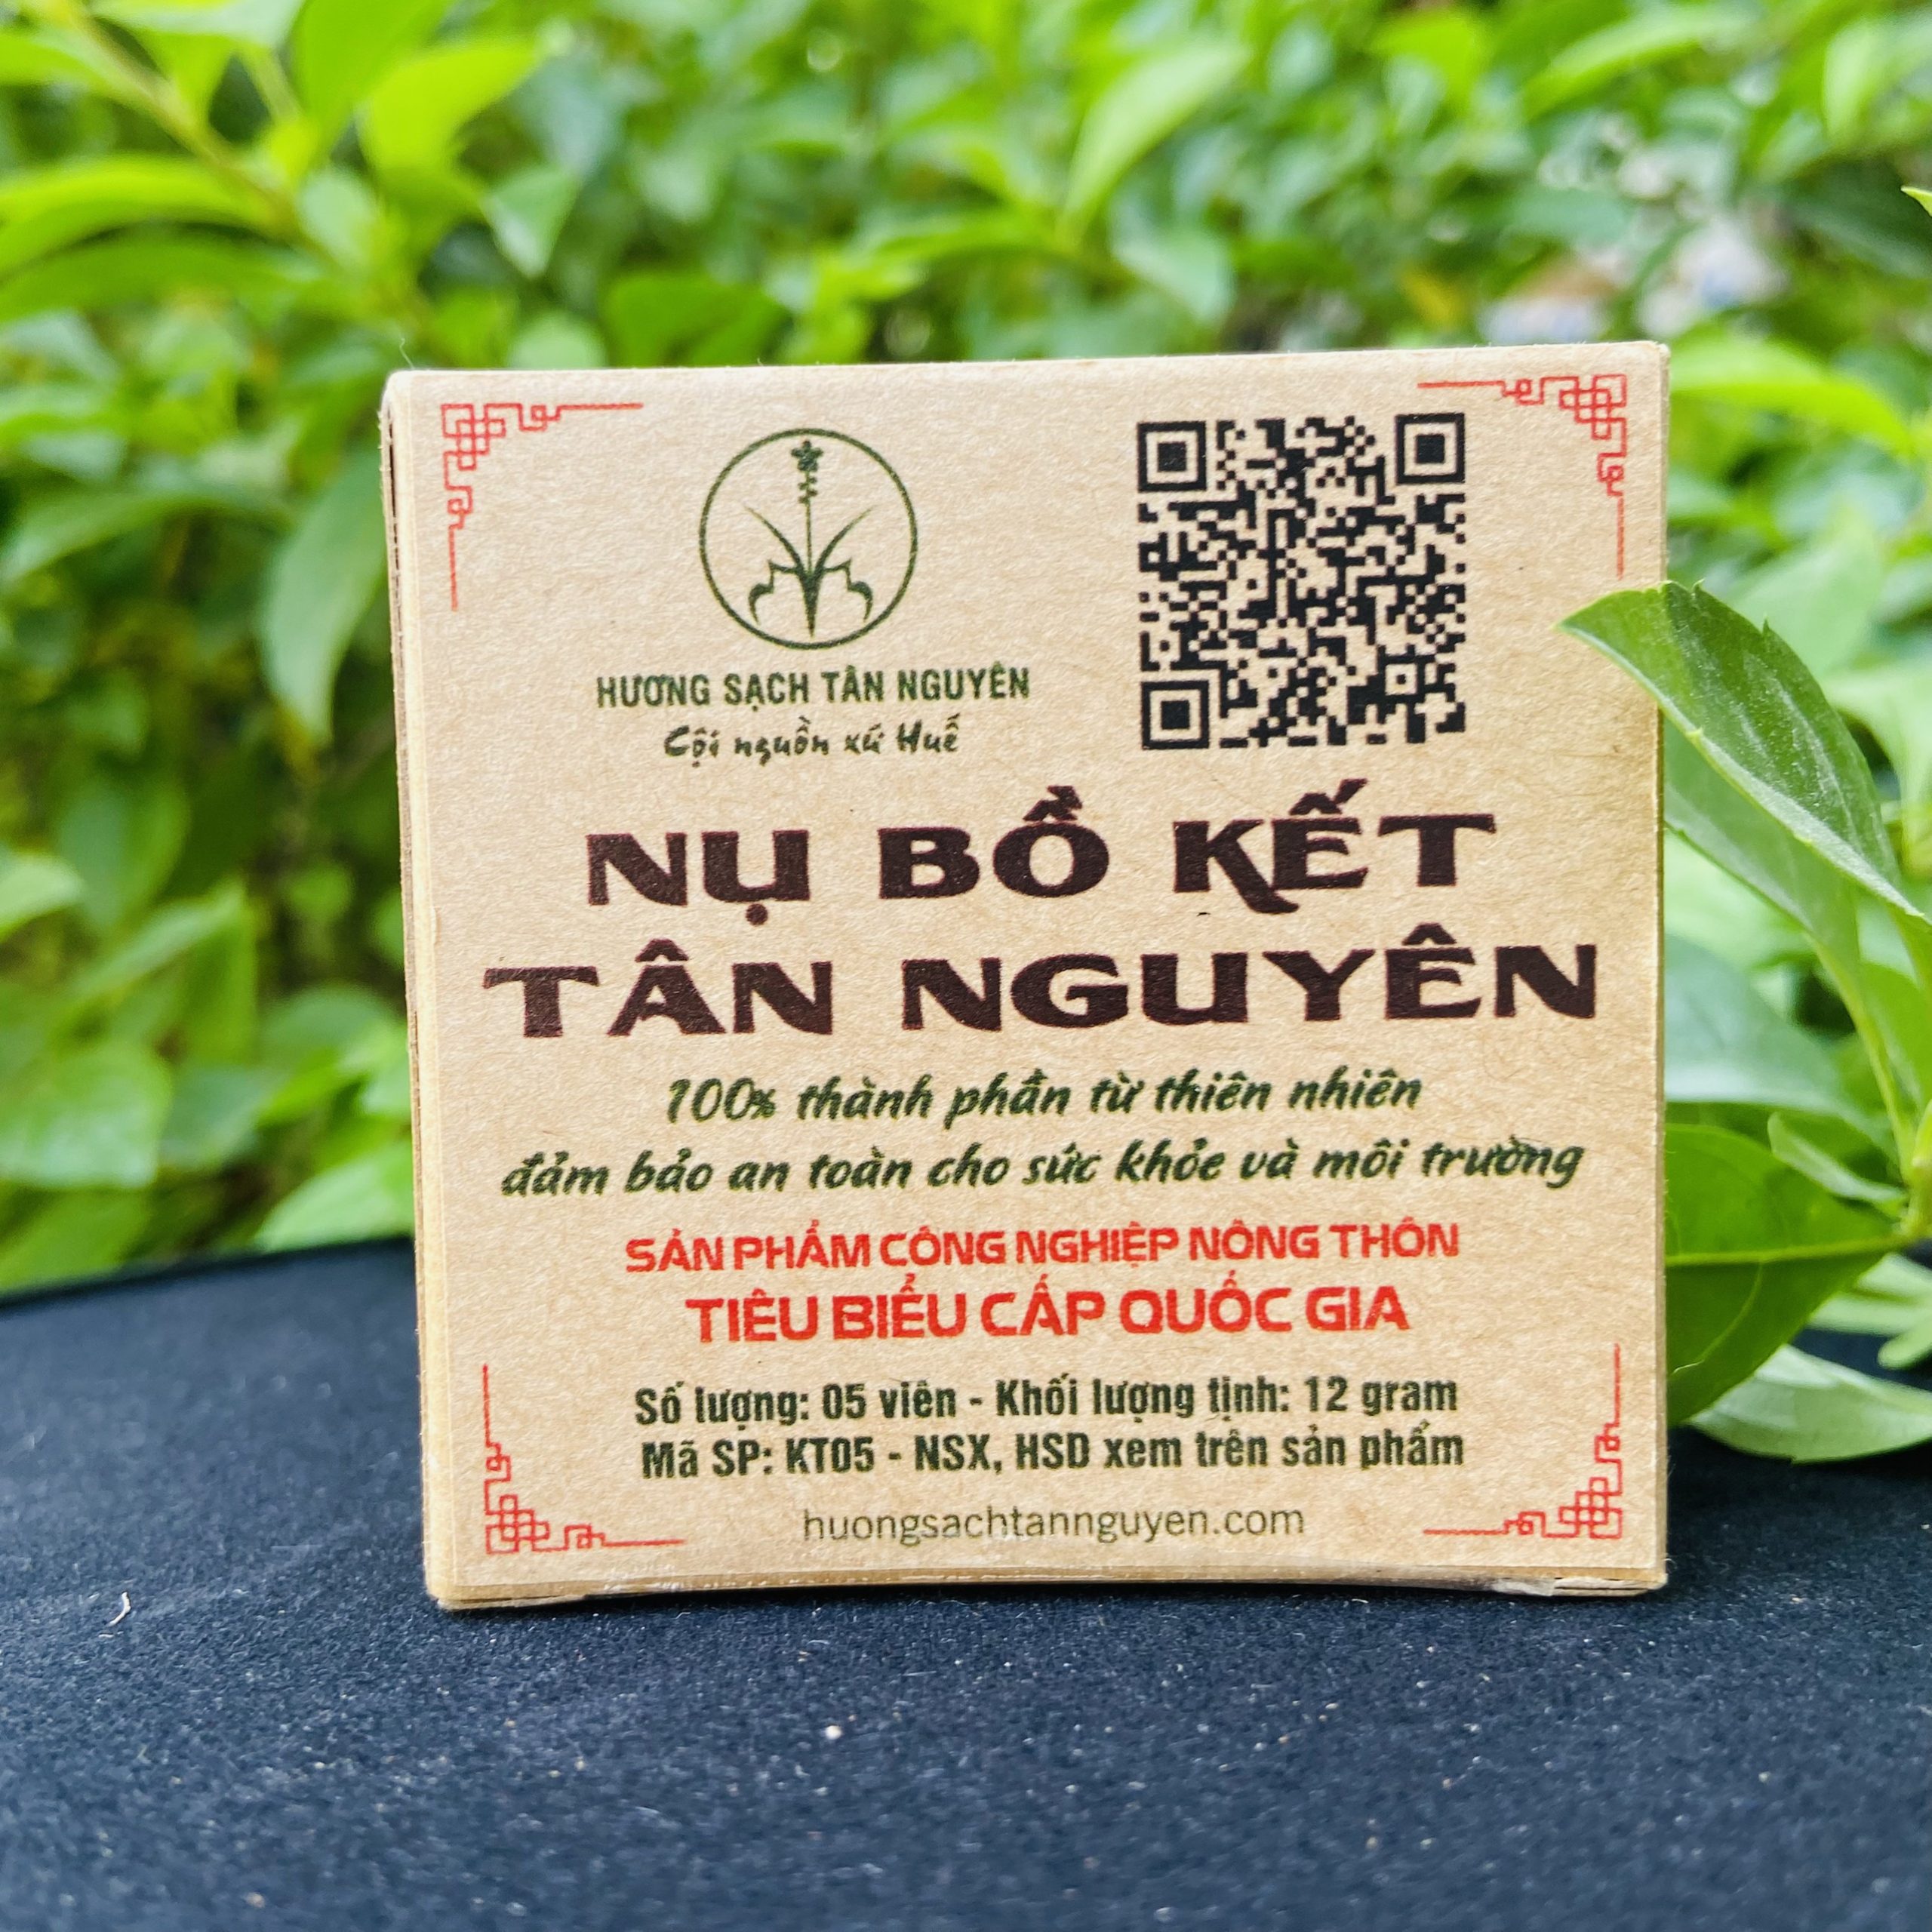 HƯƠNG SẠCH TÂN NGUYÊN
Cội nguồn xứ Huế
NỤ BỒ KẾT
TÂN NGUYÊN
100% thành phần từ thiên nhiên
đảm bảo an toàn cho sức khỏe và môi trường
SẢN PHẨM CÔNG NGHIỆP NÔNG THÔN
TIÊU BIỂU CẤP QUỐC GIA
Số lượng: 05 viên - Khối lượng tịnh: 12 gram
Mã SP: KT05 - NSX, HSD xem trên sản phẩm
huongsachtannguyen.com